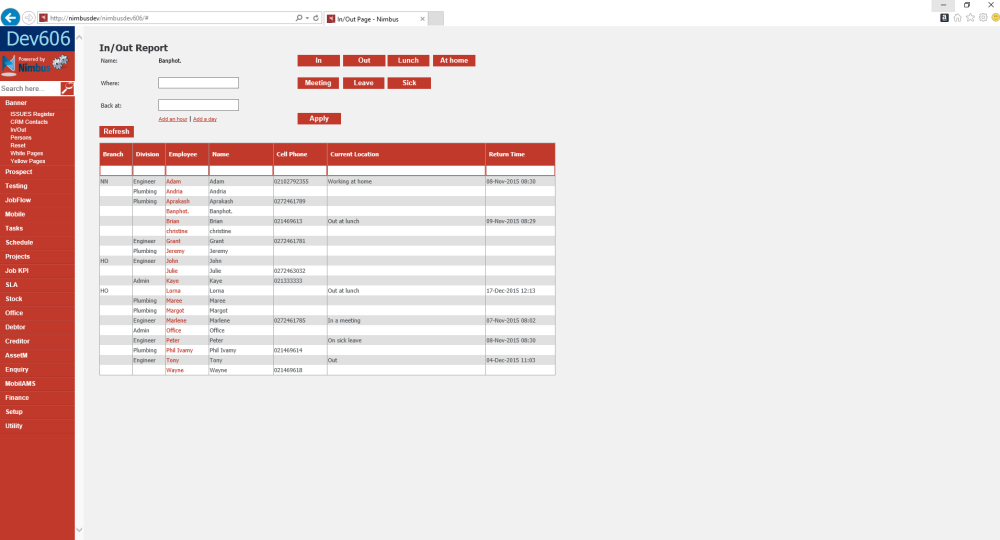 http://nimbusdev/nimbusdev606/#
In/Out Page - Nimbus
Dev606
Powered by
Nimbus
Search here...
Banner
ISSUES Register
CRM Contacts
In/Out
Persons
Reset
White Pages
Yellow Pages
Prospect
Testing
JobFlow
Mobile
Tasks
Schedule
Projects
Job KPI
SLA
Stock
Office
Debtor
Creditor
AssetM
Enquiry
MobilAMS
Finance
Setup
Utility
In/Out Report
Name: Banphot. In Out Lunch At home
Where: Meeting Leave Sick
Back at:
Add an hour | Add a day Apply
Refresh
Branch Division Employee Name Cell Phone Current Location Return Time
NN Engineer Adam Adam 02102792355 Working at home 08-Nov-2015 08:30
Plumbing Andria Andria
Plumbing Aprakash Aprakash 0272461789
Banphot. Banphot.
Brian Brian 021469613 Out at lunch 09-Nov-2015 08:29
christine christine
Engineer Grant Grant 0272461781
Plumbing Jeremy Jeremy
HO Engineer John John
Julie Julie 0272463032
Admin Kaye Kaye 021333333
HO Lorna Lorna Out at lunch 17-Dec-2015 12:13
Plumbing Maree Maree
Plumbing Margot Margot
Engineer Marlene Marlene 0272461785 In a meeting 07-Nov-2015 08:02
Admin Office Office
Engineer Peter Peter On sick leave 08-Nov-2015 08:30
Plumbing Phil Ivamy Phil Ivamy 021469614
Engineer Tony Tony Out 04-Dec-2015 11:03
Wayne Wayne 021469618